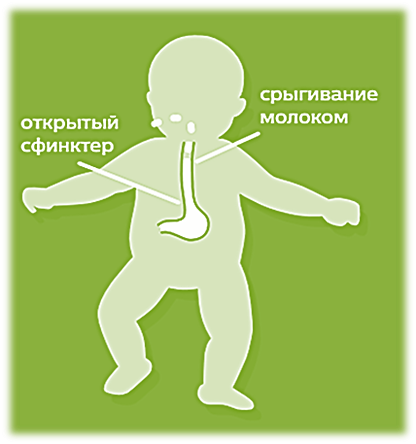 открытый
сфинктер
срыгивание
молоком